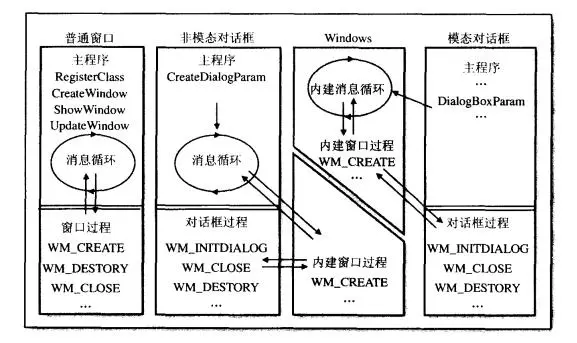 普通窗口
主程序
RegisterClass
CreateWindow
ShowWindow
UpdateWindow
消息循环
窗口过程
WM_CREATE
WM_DESTORY
WM_CLOSE
…
非模态对话框
主程序
CreateDialogParam
消息循环
对话框过程
WM_INITDIALOG
WM_CLOSE
WM_DESTORY
…
Windows
内建消息循环
内建窗口过程
WM_CREATE
…
内建窗口过程
WM_CREATE
…
模态对话框
主程序
…
DialogBoxParam
…
对话框过程
WM_INITDIALOG
WM_CLOSE
WM_DESTORY
…